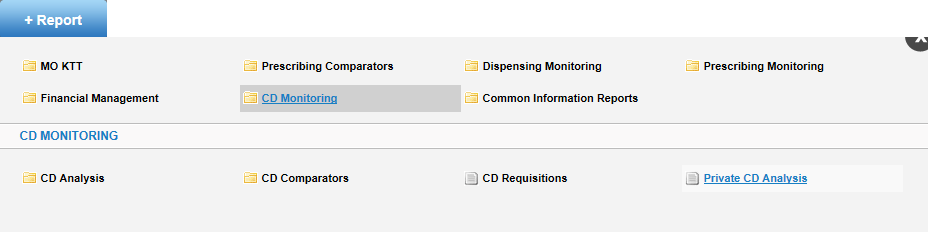 + Report
MO KTT Prescribing Comparators Dispensing Monitoring Prescribing Monitoring
Financial Management CD Monitoring Common Information Reports
CD MONITORING
CD Analysis CD Comparators CD Requisitions Private CD Analysis